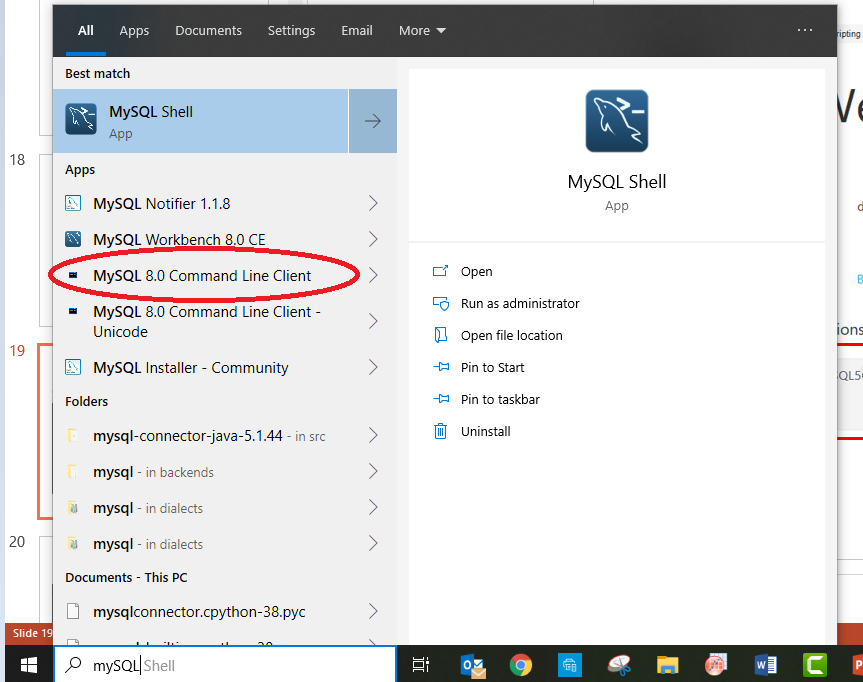 All Apps Documents Settings Email More
Best match
MySQL Shell
App
Apps
MySQL Notifier 1.1.8
MySQL Workbench 8.0 CE
MySQL 8.0 Command Line Client
MySQL 8.0 Command Line Client -
Unicode
MySQL Installer - Community
Folders
mysql-connector-java-5.1.44 - in src
mysql - in backends
mysql - in dialects
mysql - in dialects
Documents - This PC
mysqlconnector.cpython-38.pyc
MySQL Shell
App
Open
Run as administrator
Open file location
Pin to Start
Pin to taskbar
Uninstall
18
19
20
Slide 19
mySQL Shell